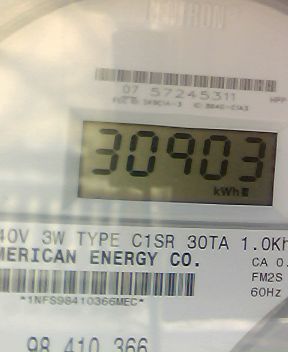 CENTRON
07 57245311
30903
kWh
40V 3W TYPE C1SR 30TA 1.0Kh
MERICAN ENERGY CO.
CA 0.
FM2S
60Hz
*1NFS98410366MEC*
98 410 366